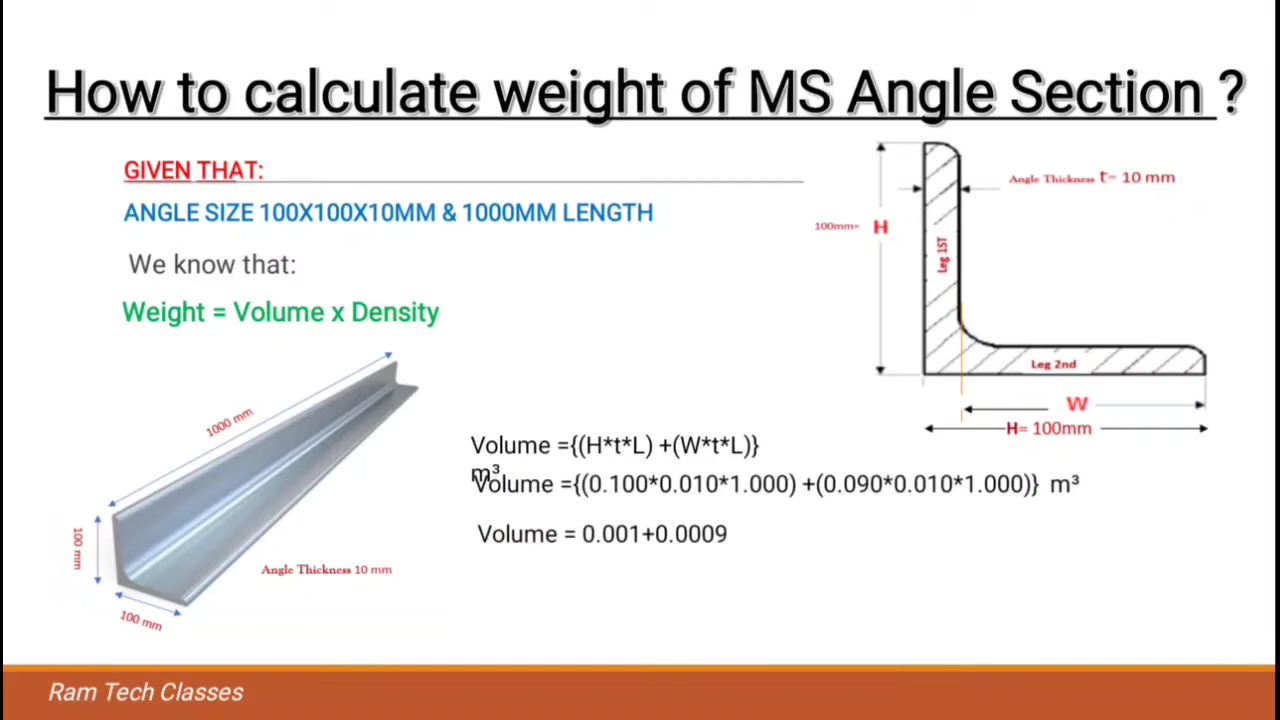 How to calculate weight of MS Angle Section ?
GIVEN THAT:
ANGLE SIZE 100X100X10MM & 1000MM LENGTH
We know that:
Weight = Volume x Density
Angle Thickness t= 10 mm
100mm= H
Leg 1ST
Leg 2nd
W
H= 100mm
1000 mm
100 mm
100 mm
Angle Thickness 10 mm
Volume ={(H*t*L) +(W*t*L)}
m³
Volume ={(0.100*0.010*1.000) +(0.090*0.010*1.000)} m³
Volume = 0.001+0.0009
Ram Tech Classes